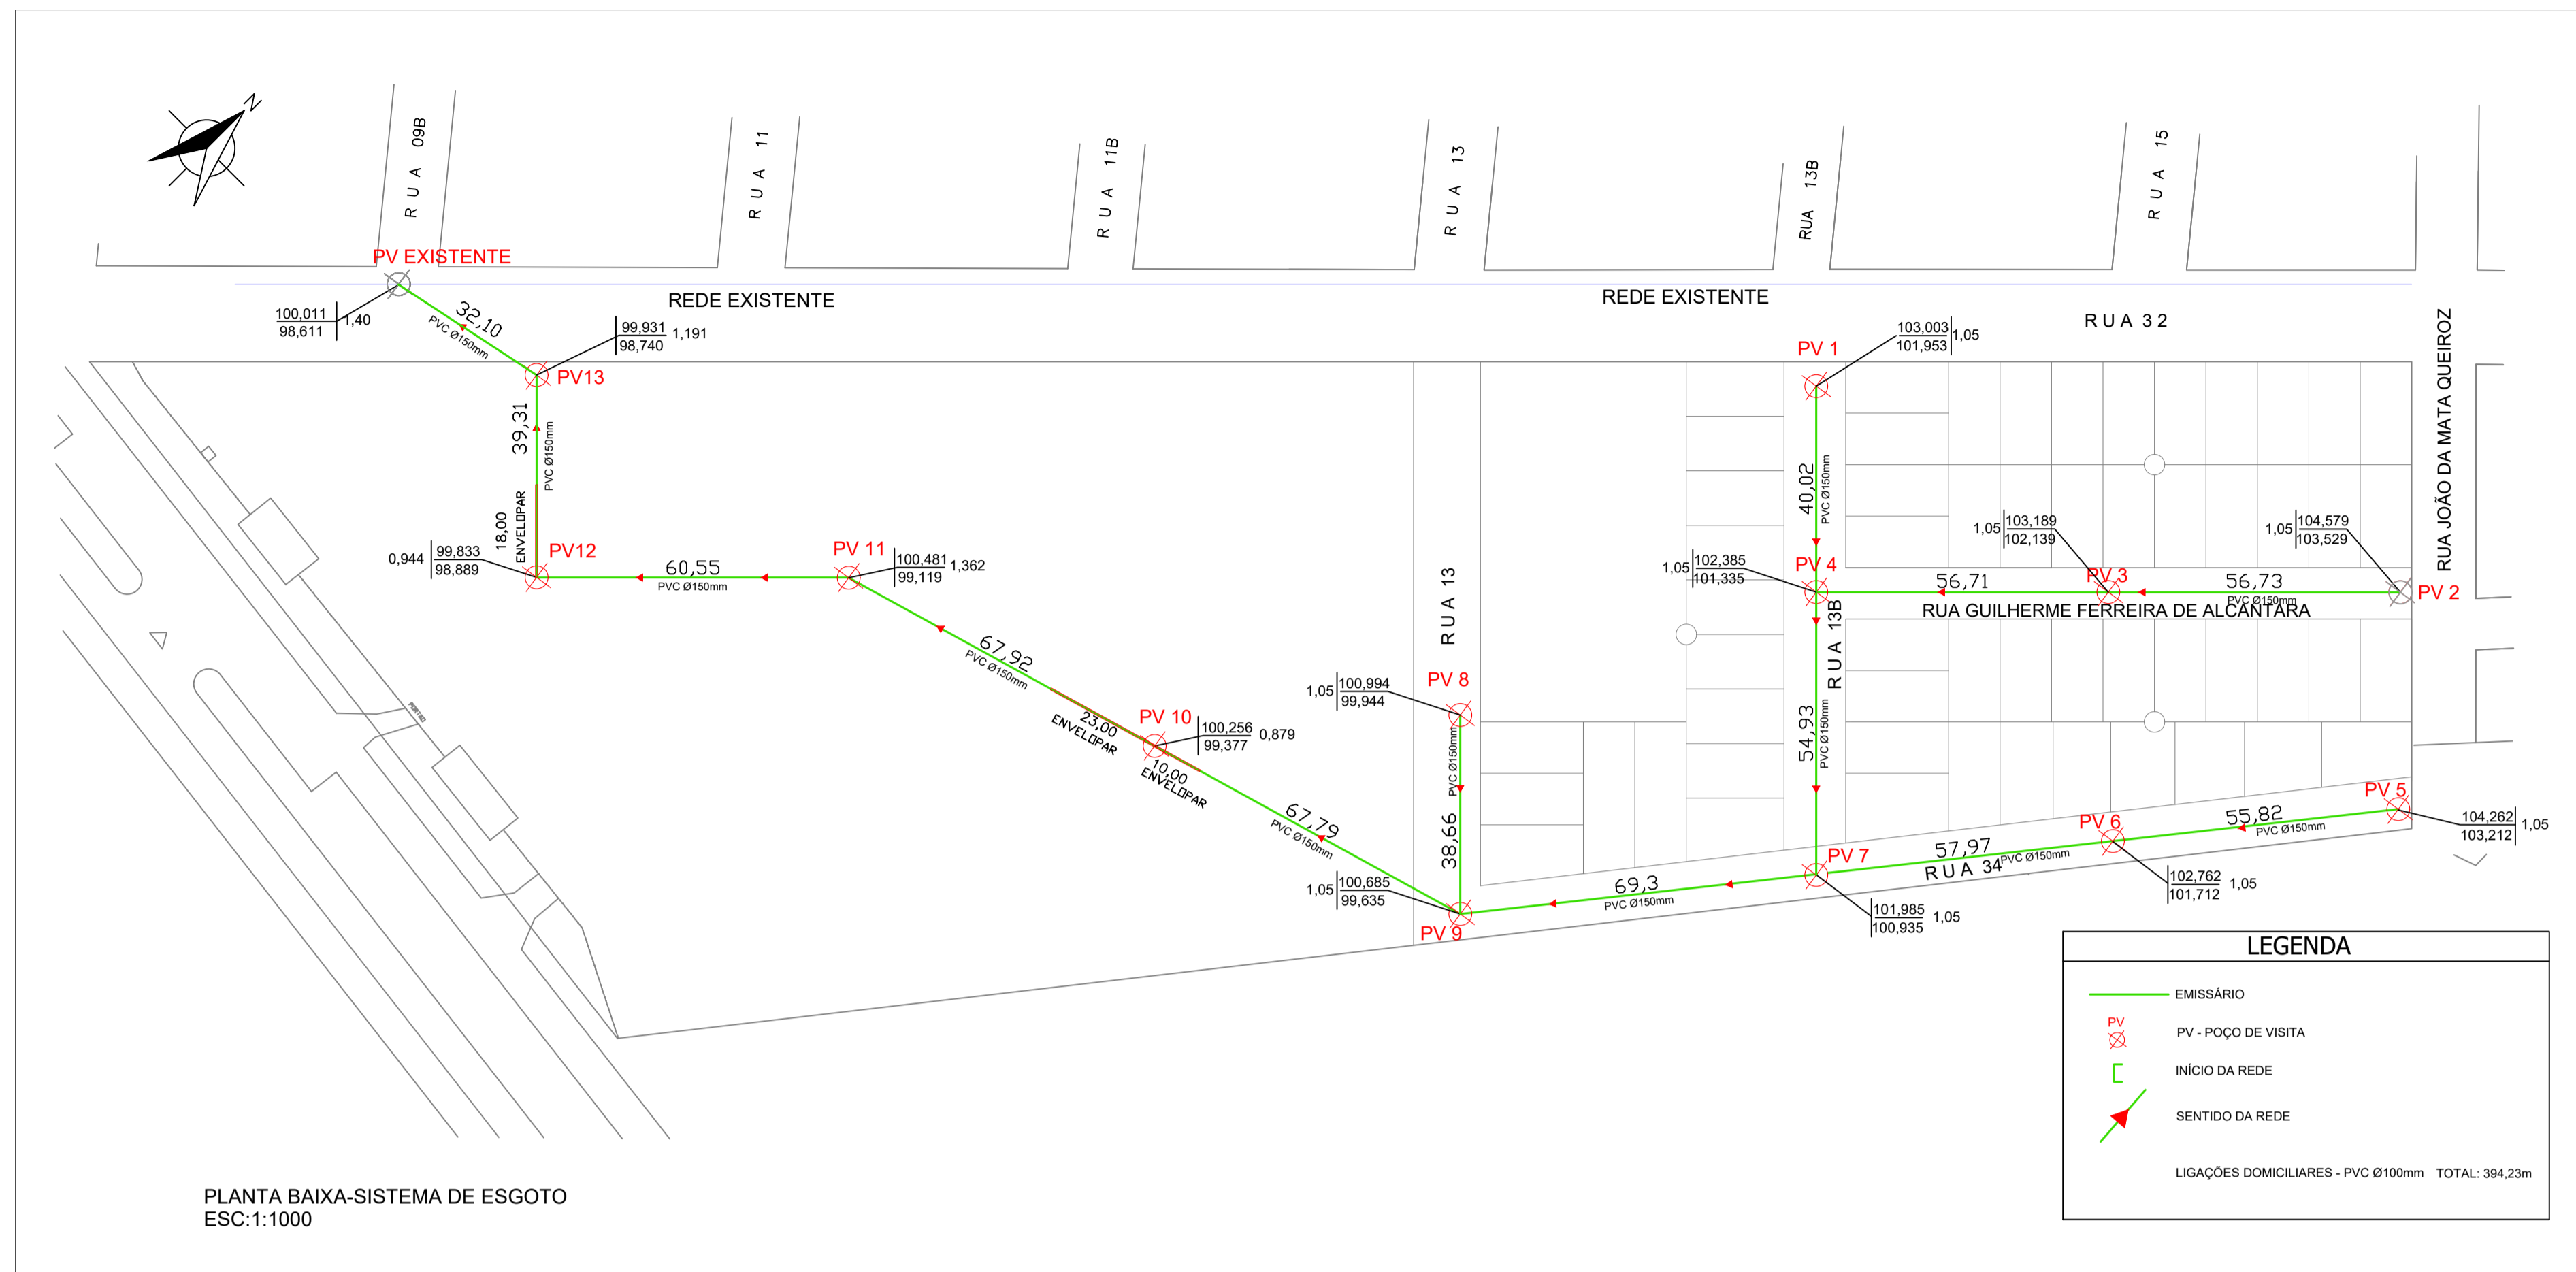 N
R U A 09B
R U A 11
R U A 11B
R U A 13
RUA 13B
R U A 15
PV EXISTENTE
REDE EXISTENTE
REDE EXISTENTE
R U A 3 2
RUA JOÃO DA MATA QUEIROZ
100,011
98,611
1,40
32,10
PVC Ø150mm
99,931
98,740
1,191
PV13
39,31
PVC Ø150mm
18,00
ENVELOPAR
PV12
0,944
99,833
98,889
60,55
PVC Ø150mm
PV 11
100,481
99,119
1,362
67,92
PVC Ø150mm
23,00
ENVELOPAR
PV 10
100,256
99,377
0,879
10,00
ENVELOPAR
67,79
PVC Ø150mm
PV 1
103,003
101,953
1,05
40,02
PVC Ø150mm
1,05
102,385
101,335
PV 4
56,71
1,05
103,189
102,139
PV 3
56,73
PVC Ø150mm
1,05
104,579
103,529
PV 2
RUA GUILHERME FERREIRA DE ALCÂNTARA
R U A 13
R U A 13B
54,93
PVC Ø150mm
PV 8
1,05
100,994
99,944
PVC Ø150mm
38,66
1,05
100,685
99,635
PV 9
69,3
PVC Ø150mm
PV 7
101,985
100,935
1,05
57,97
PVC Ø150mm
R U A 34
PV 6
102,762
101,712
1,05
55,82
PVC Ø150mm
PV 5
104,262
103,212
1,05
PORTÃO
LEGENDA
EMISSÁRIO
PV
PV - POÇO DE VISITA
INÍCIO DA REDE
SENTIDO DA REDE
LIGAÇÕES DOMICILIARES - PVC Ø100mm TOTAL: 394,23m
PLANTA BAIXA-SISTEMA DE ESGOTO
ESC:1:1000